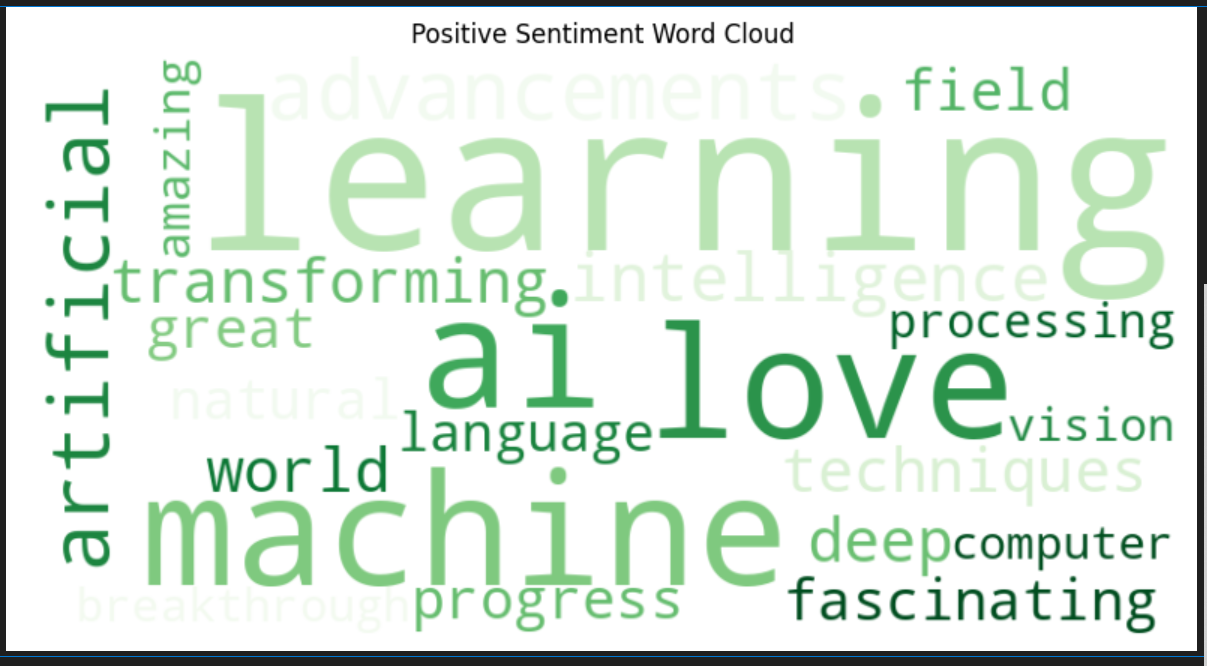 Positive Sentiment Word Cloud
artificial
amazing
advancements
field
learning
transforming
intelligence
great
ai
love
processing
natural
language
vision
world
techniques
machine
deep
computer
breakthrough
progress
fascinating